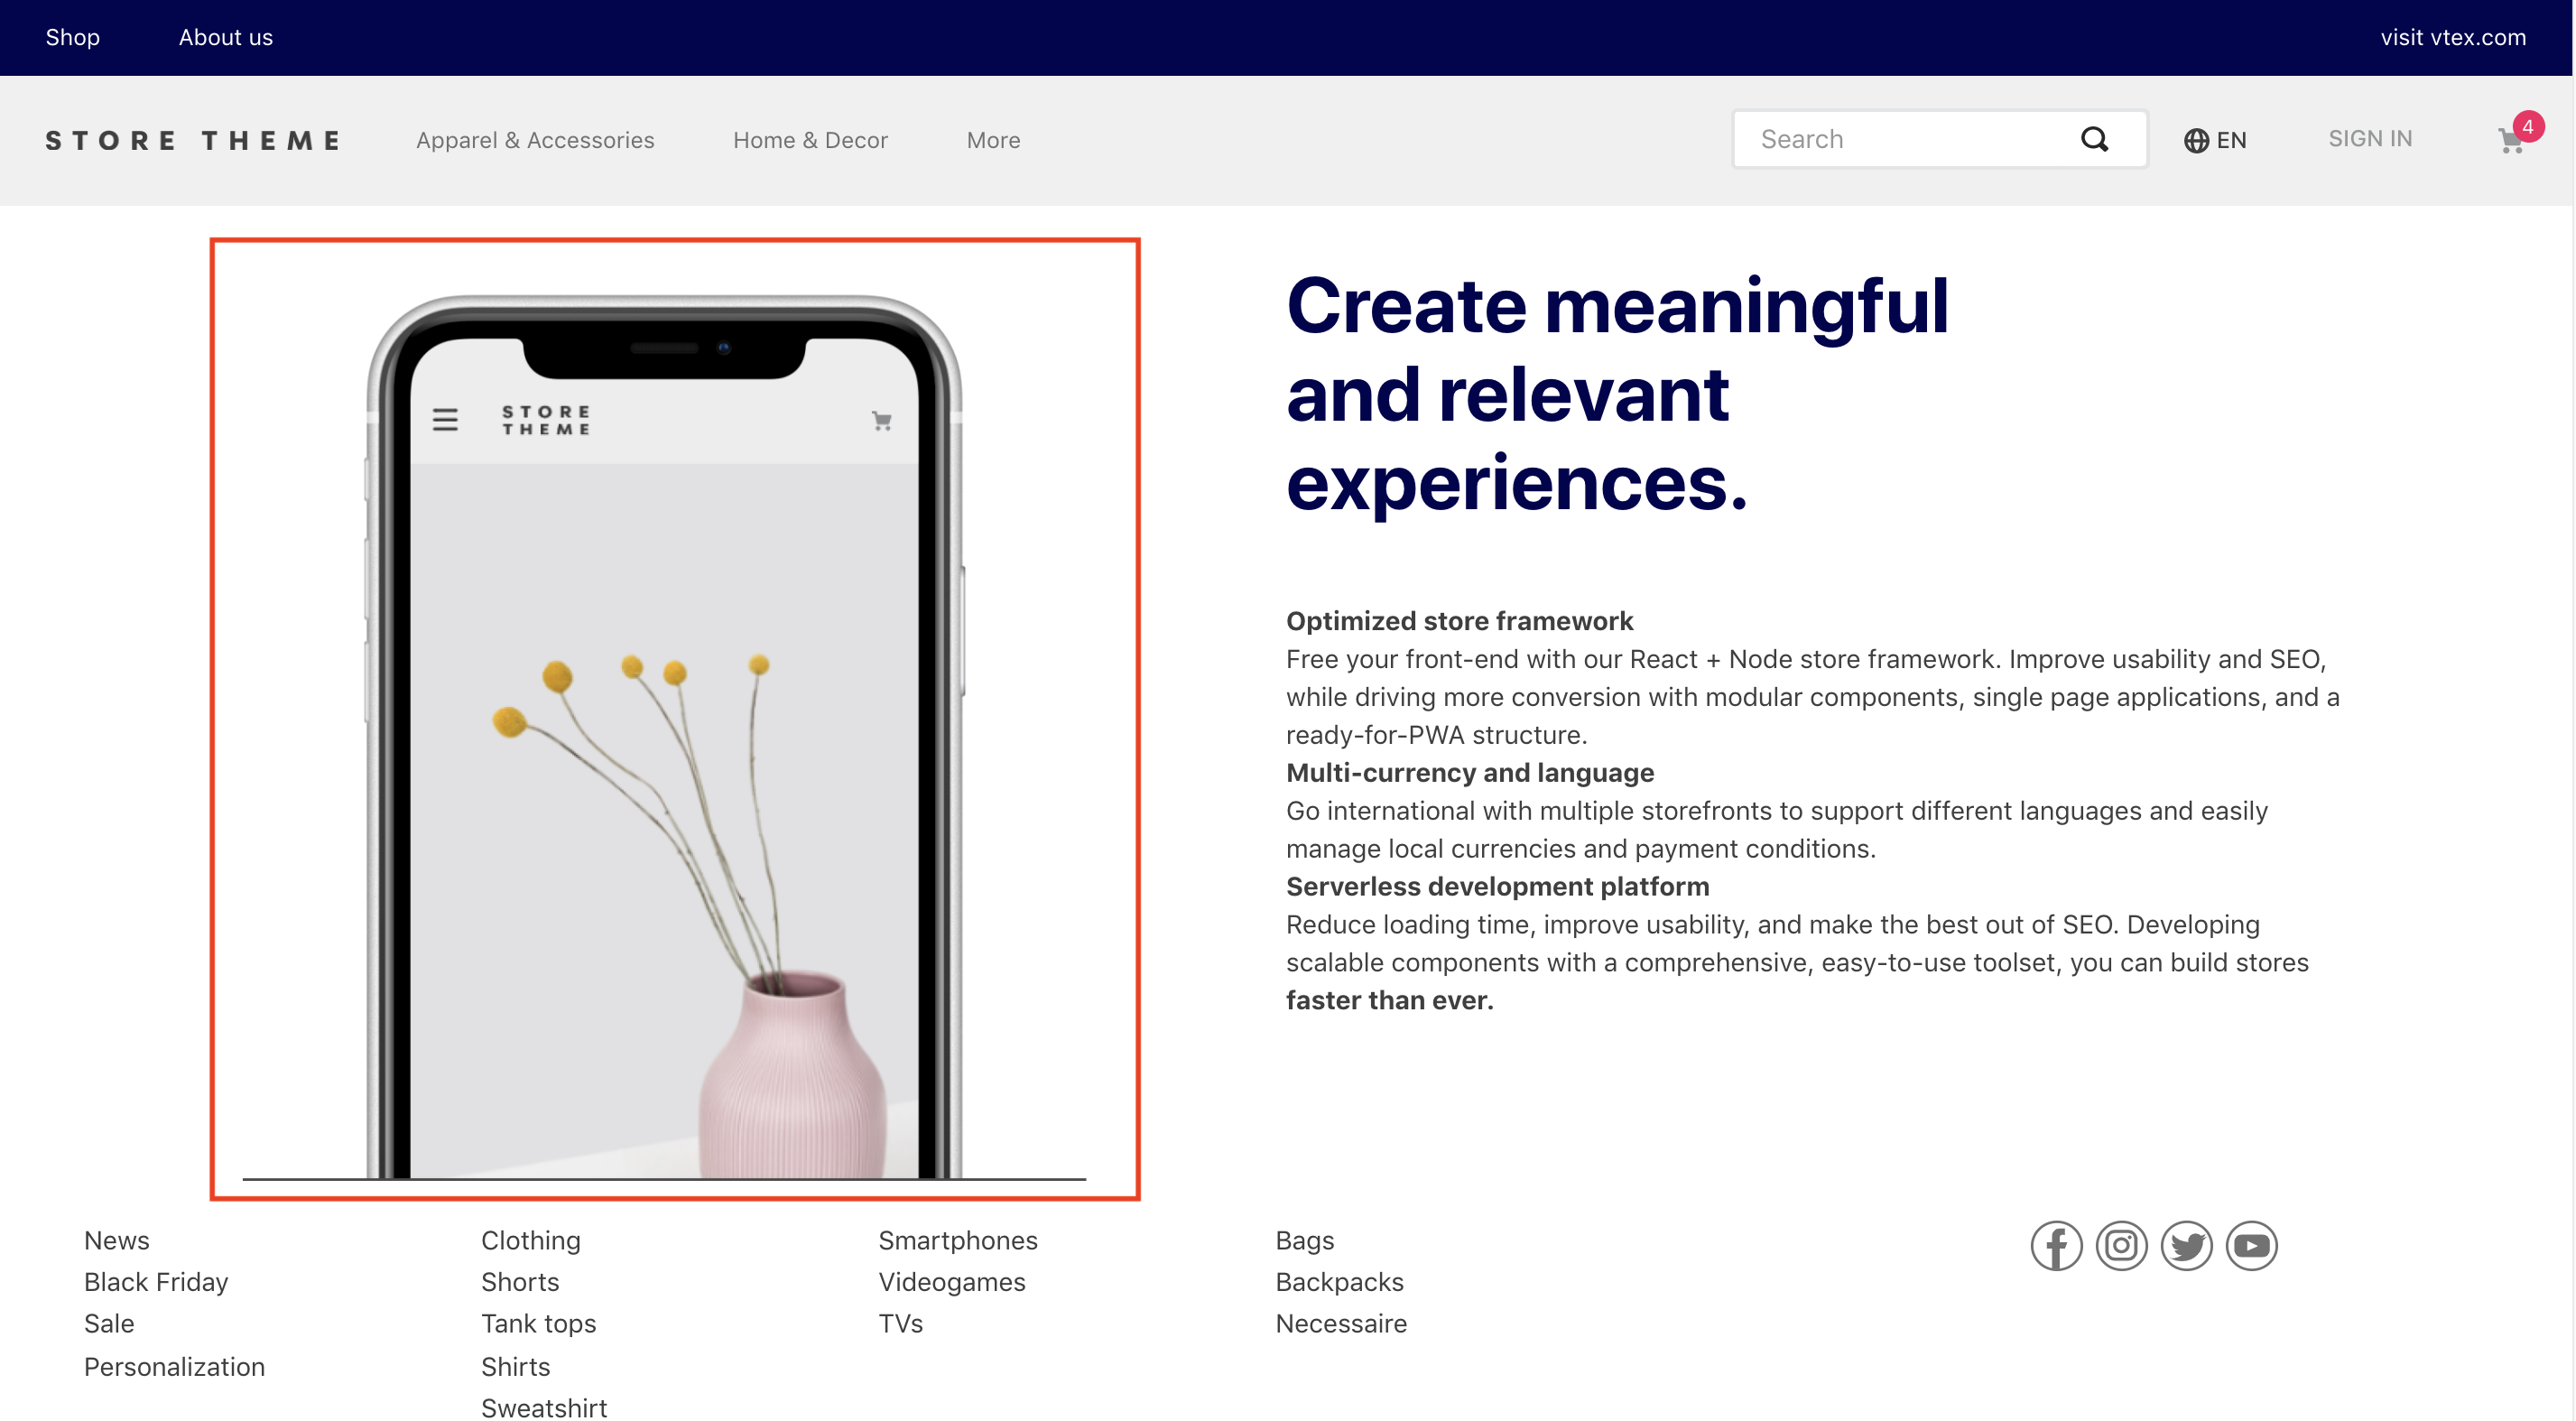 Shop About us visit vtex.com
STORE THEME Apparel & Accessories Home & Decor More Search EN SIGN IN 4
STORE
THEME
Create meaningful
and relevant
experiences.
Optimized store framework
Free your front-end with our React + Node store framework. Improve usability and SEO,
while driving more conversion with modular components, single page applications, and a
ready-for-PWA structure.
Multi-currency and language
Go international with multiple storefronts to support different languages and easily
manage local currencies and payment conditions.
Serverless development platform
Reduce loading time, improve usability, and make the best out of SEO. Developing
scalable components with a comprehensive, easy-to-use toolset, you can build stores
faster than ever.
News
Black Friday
Sale
Personalization
Clothing
Shorts
Tank tops
Shirts
Sweatshirt
Smartphones
Videogames
TVs
Bags
Backpacks
Necessaire